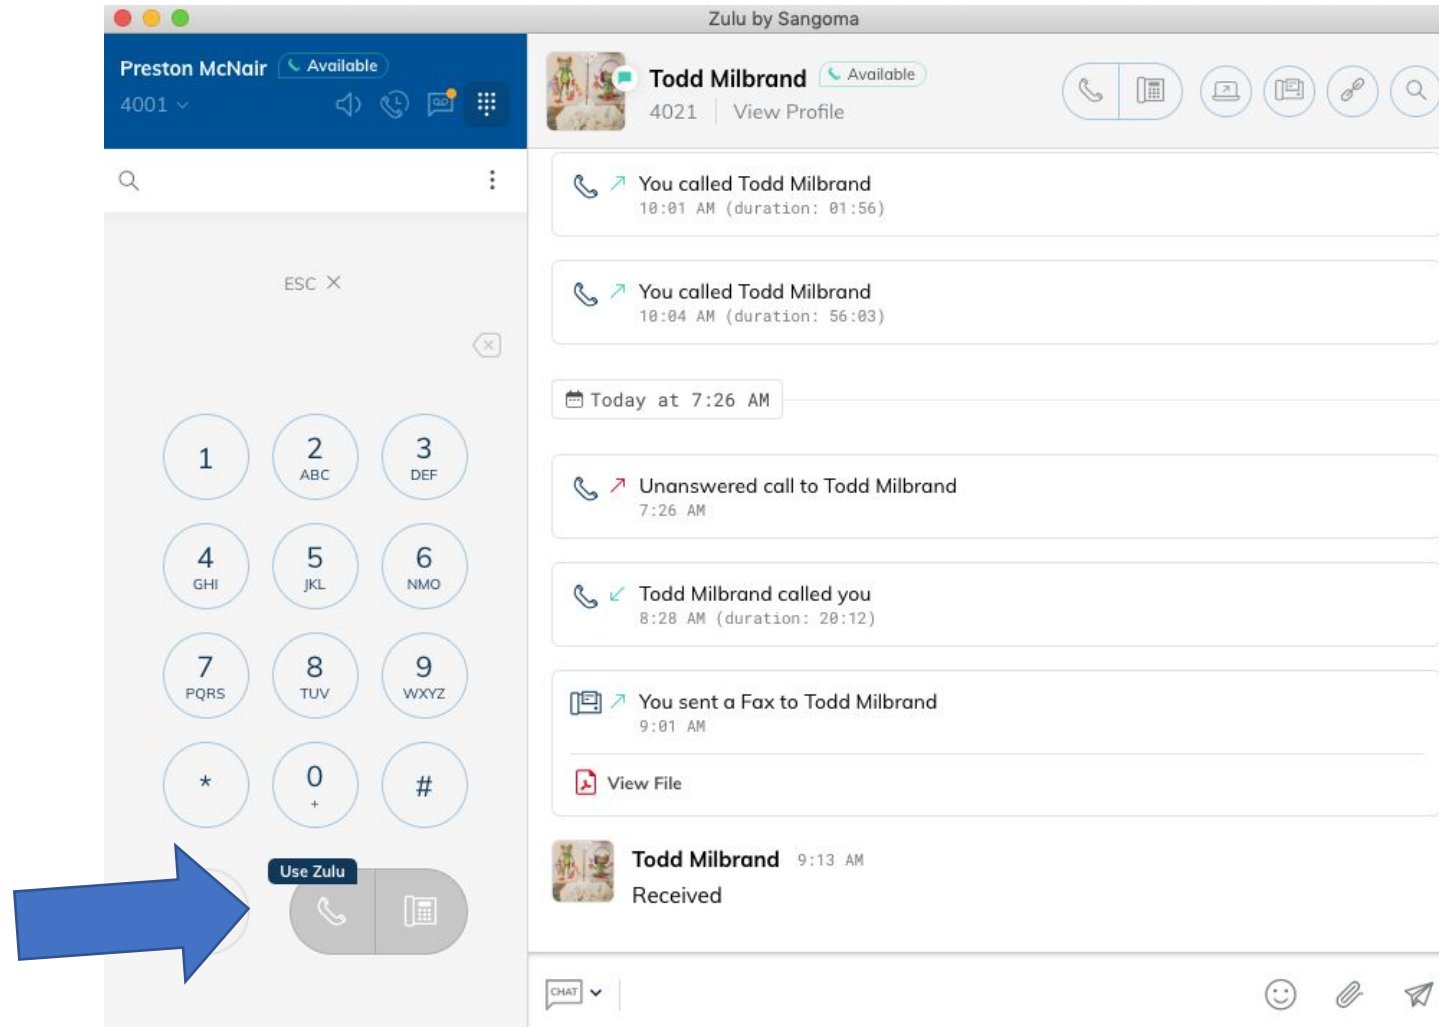 Zulu by Sangoma
Preston McNair Available
4001
ESC
1
2
ABC
3
DEF
4
GHI
5
JKL
6
NMO
7
PQRS
8
TUV
9
WXYZ
*
0
+
#
Use Zulu
Todd Milbrand Available
4021 View Profile
You called Todd Milbrand
10:01 AM (duration: 01:56)
You called Todd Milbrand
10:04 AM (duration: 56:03)
Today at 7:26 AM
Unanswered call to Todd Milbrand
7:26 AM
Todd Milbrand called you
8:28 AM (duration: 20:12)
You sent a Fax to Todd Milbrand
9:01 AM
View File
Todd Milbrand 9:13 AM
Received
CHAT